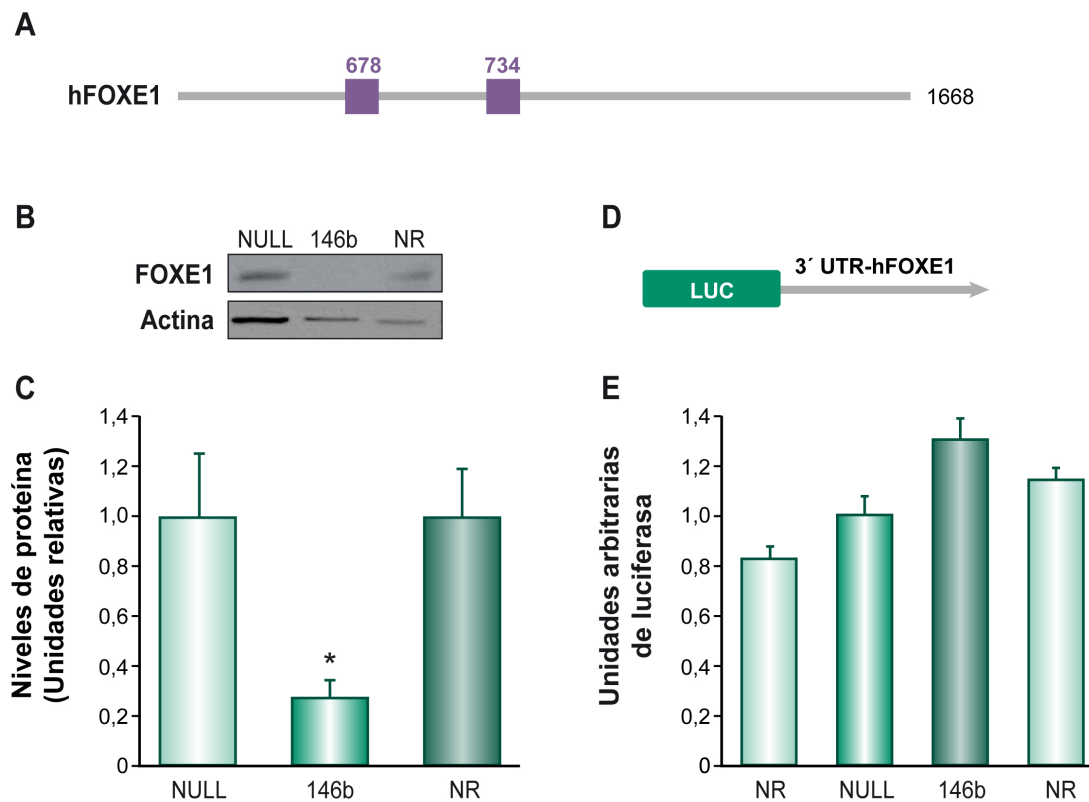 A
678 734
hFOXE1 1668
B
NULL 146b NR
FOXE1
Actina
D
3´ UTR-hFOXE1
LUC
C
Niveles de proteína
(Unidades relativas)
1,4
1,2
1,0
0,8
0,6
0,4
0,2
0
*
NULL 146b NR
E
Unidades arbitrarias
de luciferasa
1,4
1,2
1,0
0,8
0,6
0,4
0,2
0
NR NULL 146b NR